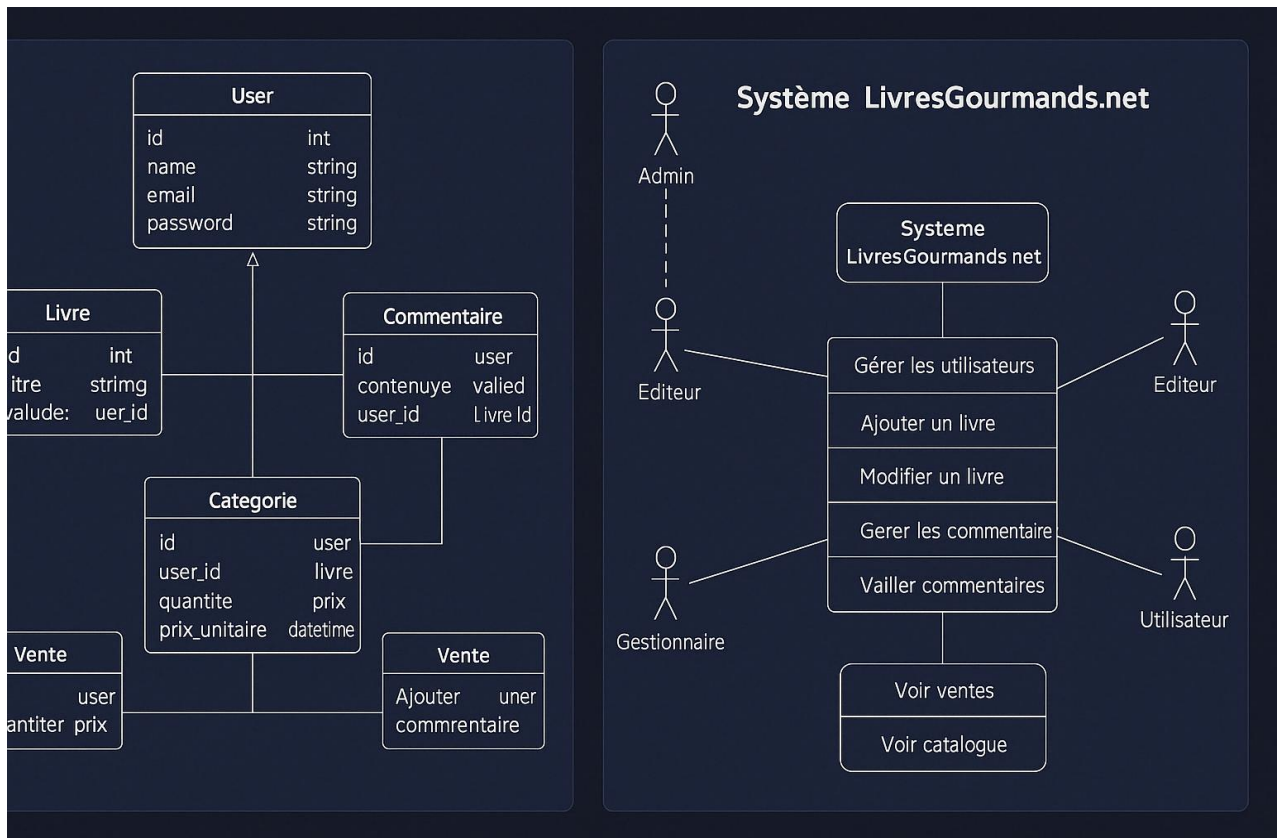 User
id int
name string
email string
password string
Livre
d int
itre strimg
valude: uer_id
Commentaire
id user
contenuye valied
user_id Livre Id
Categorie
id user
user_id livre
quantite prix
prix_unitaire datetime
Vente
user
antiter prix
Vente
Ajouter uner
commrentaire
Système LivresGourmands.net
Admin
Editeur
Gestionnaire
Systeme
LivresGourmands net
Gérer les utilisateurs
Ajouter un livre
Modifier un livre
Gerer les commentaire
Vailler commentaires
Voir ventes
Voir catalogue
Editeur
Utilisateur